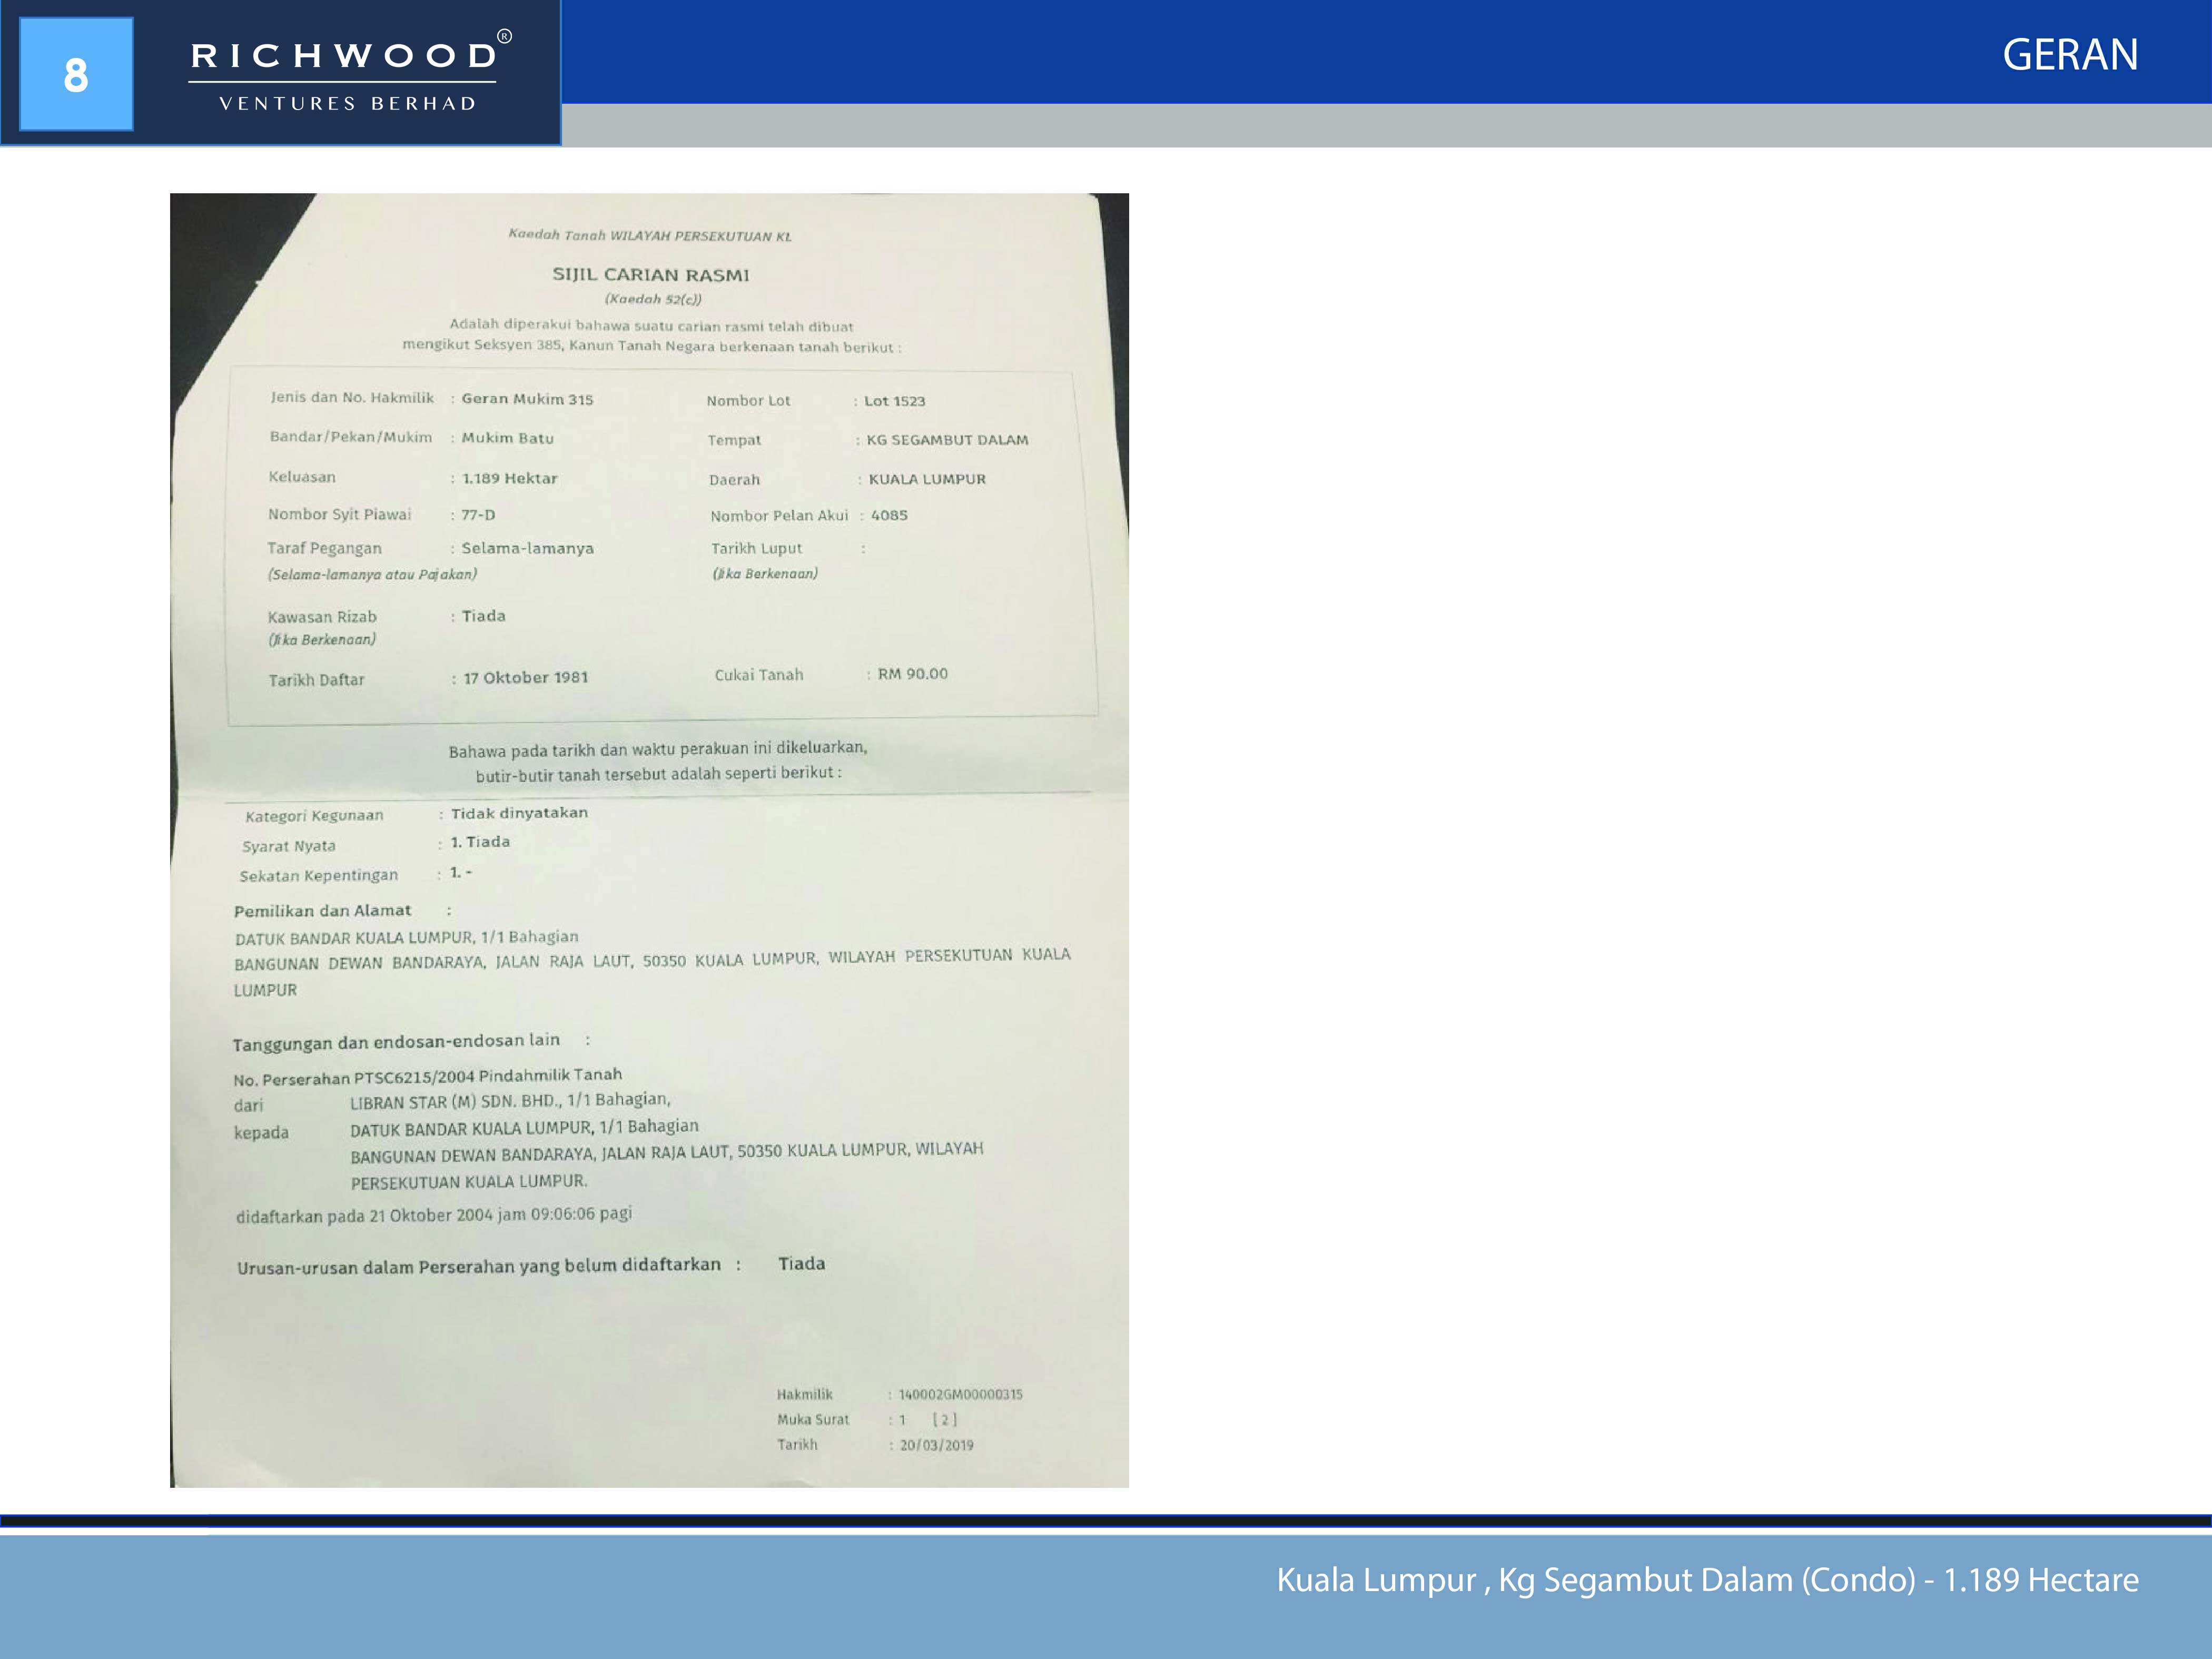 8
RICHWOOD®
VENTURES BERHAD
GERAN
Kaedah Tanah WILAYAH PERSEKUTUAN KL
SIJIL CARIAN RASMI
(Kaedah 52(c))
Adalah diperakui bahawa suatu carian rasmi telah dibuat
mengikut Seksyen 385, Kanun Tanah Negara berkenaan tanah berikut :
Jenis dan No. Hakmilik : Geran Mukim 315 Nombor Lot : Lot 1523
Bandar/Pekan/Mukim : Mukim Batu Tempat : KG SEGAMBUT DALAM
Keluasan : 1.189 Hektar Daerah : KUALA LUMPUR
Nombor Syit Piawai : 77-D Nombor Pelan Akui : 4085
Taraf Pegangan : Selama-lamanya Tarikh Luput :
(Selama-lamanya atau Pajakan) (Jika Berkenaan)
Kawasan Rizab : Tiada
(Jika Berkenaan)
Tarikh Daftar : 17 Oktober 1981 Cukai Tanah : RM 90.00
Bahawa pada tarikh dan waktu perakuan ini dikeluarkan,
butir-butir tanah tersebut adalah seperti berikut :
Kategori Kegunaan : Tidak dinyatakan
Syarat Nyata : 1. Tiada
Sekatan Kepentingan : 1. -
Pemilikan dan Alamat :
DATUK BANDAR KUALA LUMPUR, 1/1 Bahagian
BANGUNAN DEWAN BANDARAYA, JALAN RAJA LAUT, 50350 KUALA LUMPUR, WILAYAH PERSEKUTUAN KUALA
LUMPUR
Tanggungan dan endosan-endosan lain :
No. Perserahan PTSC6215/2004 Pindahmilik Tanah
dari LIBRAN STAR (M) SDN. BHD., 1/1 Bahagian,
kepada DATUK BANDAR KUALA LUMPUR, 1/1 Bahagian
BANGUNAN DEWAN BANDARAYA, JALAN RAJA LAUT, 50350 KUALA LUMPUR, WILAYAH
PERSEKUTUAN KUALA LUMPUR.
didaftarkan pada 21 Oktober 2004 jam 09:06:06 pagi
Urusan-urusan dalam Perserahan yang belum didaftarkan : Tiada
Hakmilik : 140002GM00000315
Muka Surat : 1 [2]
Tarikh : 20/03/2019
Kuala Lumpur , Kg Segambut Dalam (Condo) - 1.189 Hectare